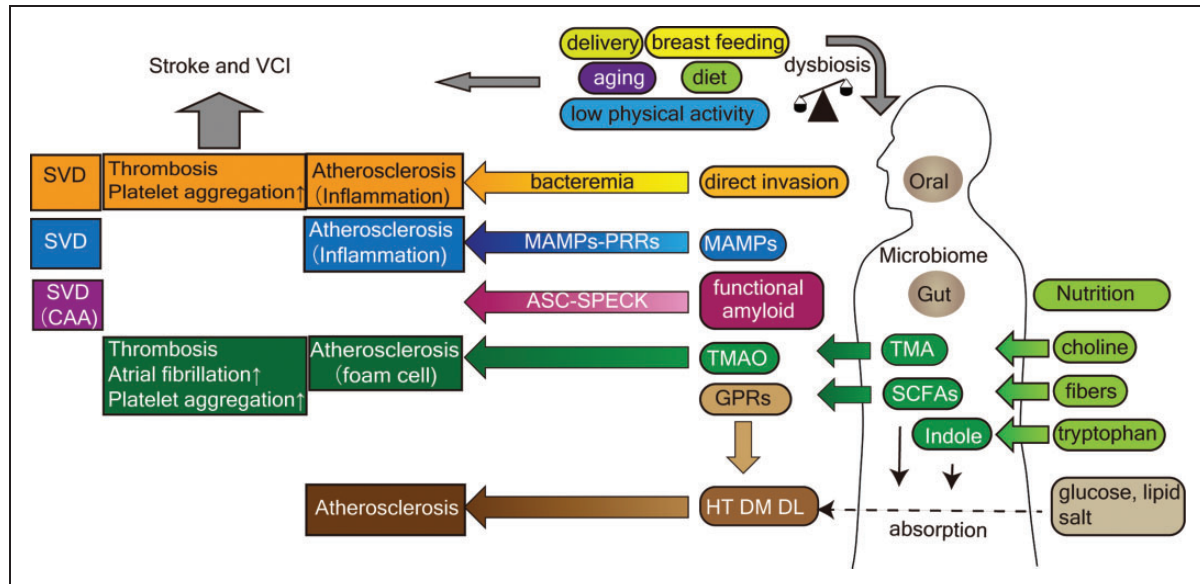 delivery
breast feeding
Stroke and VCI
aging
diet
dysbiosis
low physical activity
SVD
Thrombosis
Platelet aggregation↑
Atherosclerosis
(Inflammation)
bacteremia
direct invasion
Oral
SVD
Atherosclerosis
(Inflammation)
MAMPs-PRRs
MAMPs
Microbiome
SVD
(CAA)
ASC-SPECK
functional
amyloid
Gut
Nutrition
Thrombosis
Atrial fibrillation↑
Platelet aggregation↑
Atherosclerosis
(foam cell)
TMAO
TMA
choline
GPRs
SCFAs
fibers
Indole
tryptophan
Atherosclerosis
HT DM DL
absorption
glucose, lipid
salt